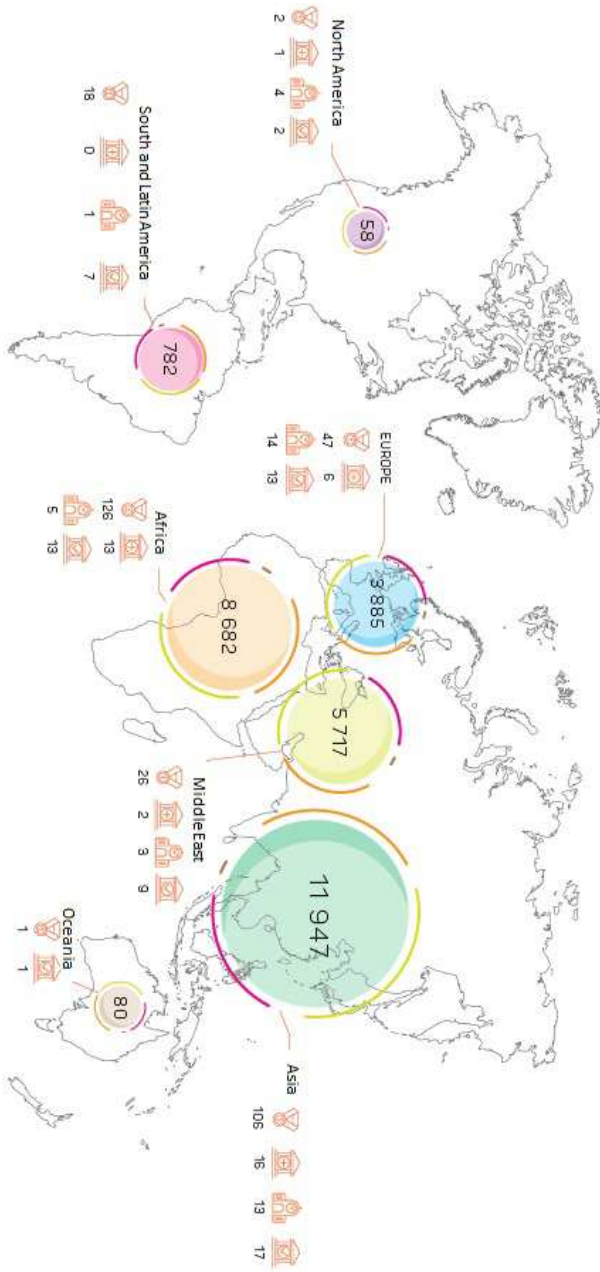 North America
2 1 4 2
58
South and Latin America
18 0 1 7
782
EUROPE
47 6
14 13
3 885
Africa
126 13
5 13
8 682
5 717
Middle East
26 2 3 9
11 947
Asia
106 16 13 17
Oceania
1 1
80